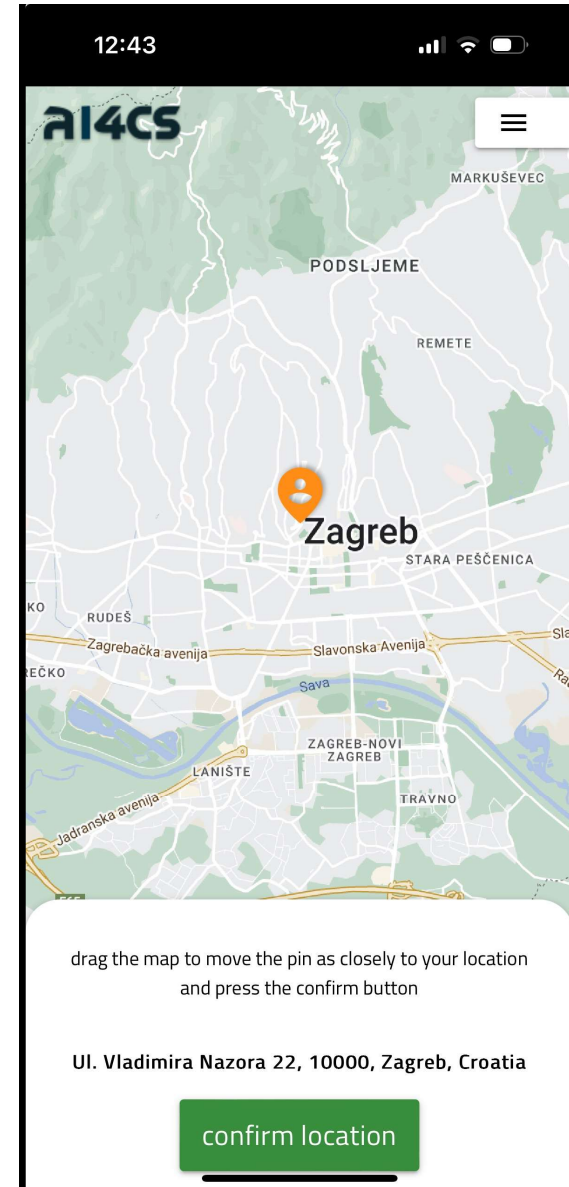 12:43
AI4CS
MARKUŠEVEC
PODSLJEME
REMETE
Zagreb
STARA PEŠČENICA
KO
RUDEŠ
Zagrebačka avenija
Slavonska Avenija
Sla
EČKO
Rad
Sava
ZAGREB-NOVI
ZAGREB
LANIŠTE
TRAVNO
Jadranska avenija
drag the map to move the pin as closely to your location
and press the confirm button
Ul. Vladimira Nazora 22, 10000, Zagreb, Croatia
confirm location